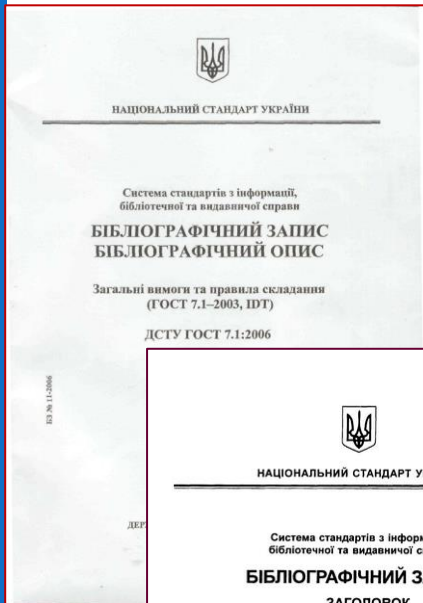 НАЦІОНАЛЬНИЙ СТАНДАРТ УКРАЇНИ
Система стандартів з інформації,
бібліотечної та видавничої справи
БІБЛІОГРАФІЧНИЙ ЗАПИС
БІБЛІОГРАФІЧНИЙ ОПИС
Загальні вимоги та правила складання
(ГОСТ 7.1–2003, IDT)
ДСТУ ГОСТ 7.1:2006
БЗ № 11-2006
ДЕР
НАЦІОНАЛЬНИЙ СТАНДАРТ У
Система стандартів з інформ
бібліотечної та видавничої с
БІБЛІОГРАФІЧНИЙ З